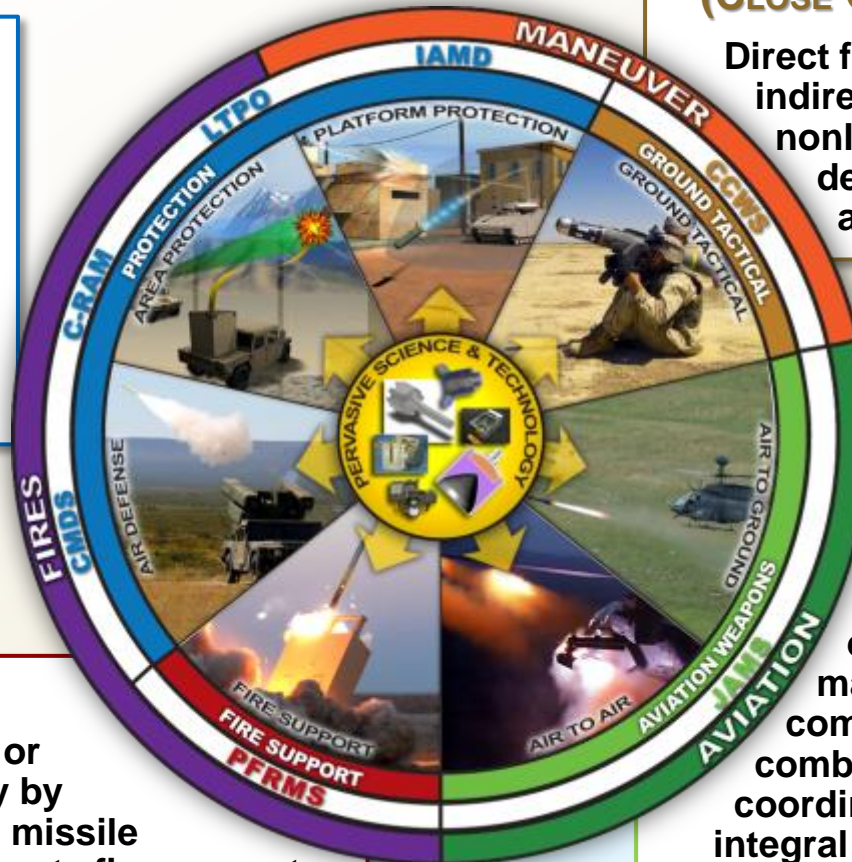 (CLOSE
Direct f
indire
nonl
de
a
MANEUVER
IAMD
LTPO
PLATFORM PROTECTION
PROTECTION
AREA PROTECTION
CCWS
GROUND TACTICAL
GROUND TACTICAL
C-RAM
PERVASIVE SCIENCE & TECHNOLOGY
FIRES
CMDS
AIR DEFENSE
AIR TO GROUND
AVIATION WEAPONS
JAMS
AVIATION
FIRE SUPPORT
FIRE SUPPORT
PFRMS
AIR TO AIR
or
y by
missile
ma
com
comb
coordin
integral